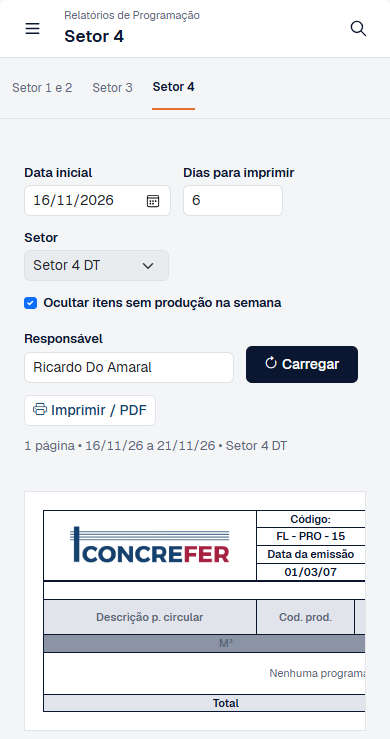 Relatórios de Programação
Setor 4
Setor 1 e 2 Setor 3 Setor 4
Data inicial Dias para imprimir
16/11/2026 6
Setor
Setor 4 DT
Ocultar itens sem produção na semana
Responsável
Ricardo Do Amaral Carregar
Imprimir / PDF
1 página • 16/11/26 a 21/11/26 • Setor 4 DT
CONCREFER
Código:
FL - PRO - 15
Data da emissão
01/03/07
Descrição p. circular Cod. prod.
M³
Nenhuma programa
Total